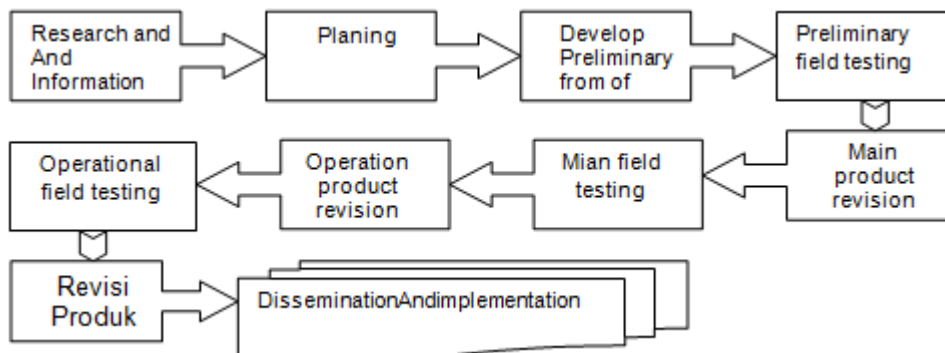 Research and
And
Information
Planing
Develop
Preliminary
from of
Preliminary
field testing
Main
product
revision
Mian field
testing
Operation
product
revision
Operational
field testing
Revisi
Produk
DisseminationAndimplementation